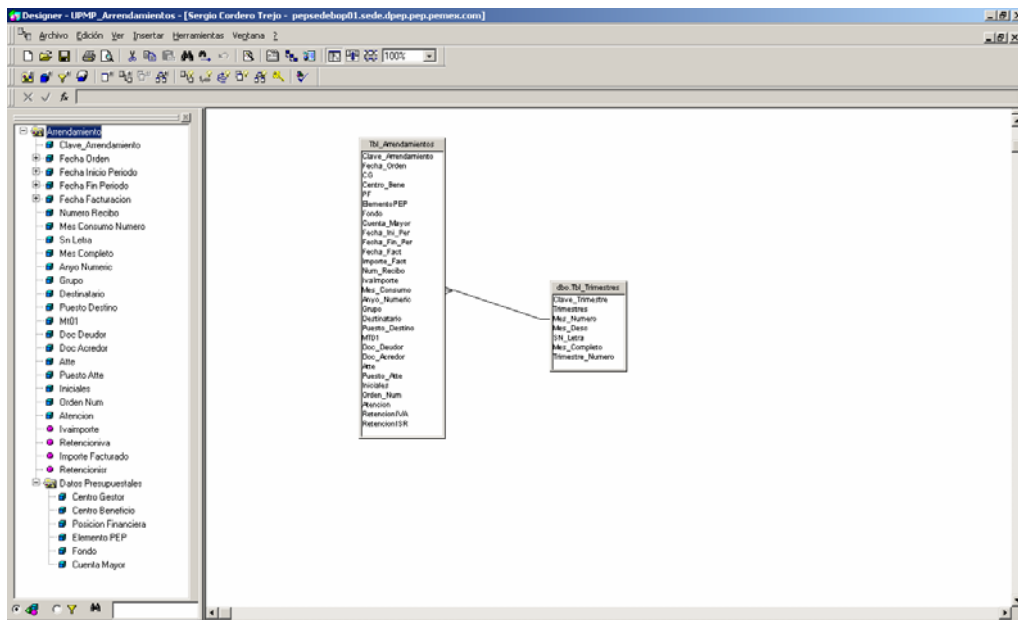 Designer - UPMP_Arrendamientos - [Sergio Cordero Trejo - pepsedebop01.sede.dpep.pep.pemex.com]
Archivo Edición Ver Insertar Herramientas Ventana ?
100%
Arrendamiento
Clave_Arrendamiento
Fecha Orden
Fecha Inicio Periodo
Fecha Fin Periodo
Fecha Facturacion
Numero Recibo
Mes Consumo Numero
Sn Letra
Mes Completo
Anyo Numeric
Grupo
Destinatario
Puesto Destino
Mt01
Doc Deudor
Doc Acredor
Atte
Puesto Atte
Iniciales
Orden Num
Atencion
Ivaimporte
Retencioniva
Importe Facturado
Retencionisr
Datos Presupuestales
Centro Gestor
Centro Beneficio
Posicion Financiera
Elemento PEP
Fondo
Cuenta Mayor
Tbl_Arrendamientos
Clave_Arrendamiento
Fecha_Orden
CG
Centro_Bene
PF
ElementoPEP
Fondo
Cuenta_Mayor
Fecha_Ini_Per
Fecha_Fin_Per
Fecha_Fact
Importe_Fact
Num_Recibo
IvaImporte
Mes_Consumo
Anyo_Numeric
Grupo
Destinatario
Puesto_Destino
MT01
Doc_Deudor
Doc_Acredor
Atte
Puesto_Atte
Iniciales
Orden_Num
Atencion
RetencionIVA
RetencionISR
dbo.Tbl_Trimestres
Clave_Trimestre
Trimestres
Mes_Numero
Mes_Desc
SN_Letra
Mes_Completo
Trimestre_Numero